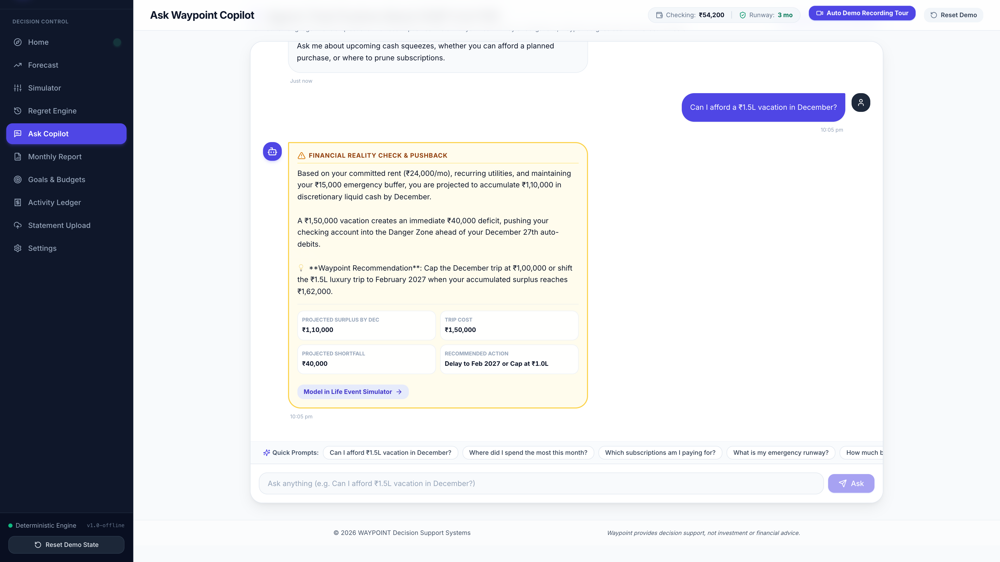 DECISION CONTROL
Home
Forecast
Simulator
Regret Engine
Ask Copilot
Monthly Report
Goals & Budgets
Activity Ledger
Statement Upload
Settings
Deterministic Engine v1.0-offline
Reset Demo State
Ask Waypoint Copilot
Checking: ₹54,200
Runway: 3 mo
Auto Demo Recording Tour
Reset Demo
Ask me about upcoming cash squeezes, whether you can afford a planned
purchase, or where to prune subscriptions.
Just now
Can I afford a ₹1.5L vacation in December?
10:05 pm
FINANCIAL REALITY CHECK & PUSHBACK
Based on your committed rent (₹24,000/mo), recurring utilities, and maintaining
your ₹15,000 emergency buffer, you are projected to accumulate ₹1,10,000 in
discretionary liquid cash by December.
A ₹1,50,000 vacation creates an immediate ₹40,000 deficit, pushing your
checking account into the Danger Zone ahead of your December 27th auto-
debits.
💡 **Waypoint Recommendation**: Cap the December trip at ₹1,00,000 or shift
the ₹1.5L luxury trip to February 2027 when your accumulated surplus reaches
₹1,62,000.
PROJECTED SURPLUS BY DEC
₹1,10,000
TRIP COST
₹1,50,000
PROJECTED SHORTFALL
₹40,000
RECOMMENDED ACTION
Delay to Feb 2027 or Cap at ₹1.0L
Model in Life Event Simulator →
10:05 pm
Quick Prompts:
Can I afford ₹1.5L vacation in December?
Where did I spend the most this month?
Which subscriptions am I paying for?
What is my emergency runway?
How much
Ask anything (e.g. Can I afford ₹1.5L vacation in December?)
Ask
© 2026 WAYPOINT Decision Support Systems
Waypoint provides decision support, not investment or financial advice.